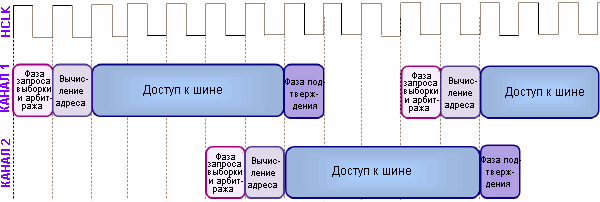 HCLK
КАНАЛ 1
Фаза
запроса
выборки
и арбит-
ража
Вычис-
ление
адреса
Доступ к шине
Фаза под-
тверж-
дения
Фаза
запроса
выборки
и арбит-
ража
Вычис-
ление
адреса
Доступ к шине
КАНАЛ 2
Фаза
запроса
выборки
и арбит-
ража
Вычис-
ление
адреса
Доступ к шине
Фаза под-
тверж-
дения